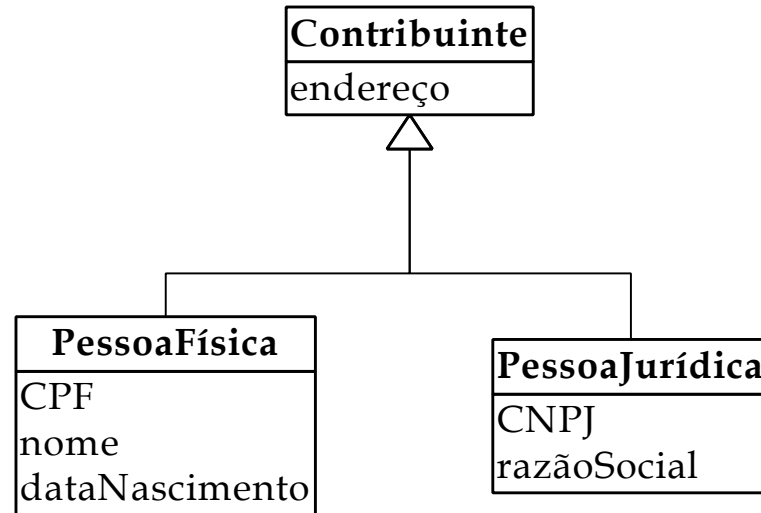 Contribuinte
endereço
PessoaFísica
CPF
nome
dataNascimento
PessoaJurídica
CNPJ
razãoSocial